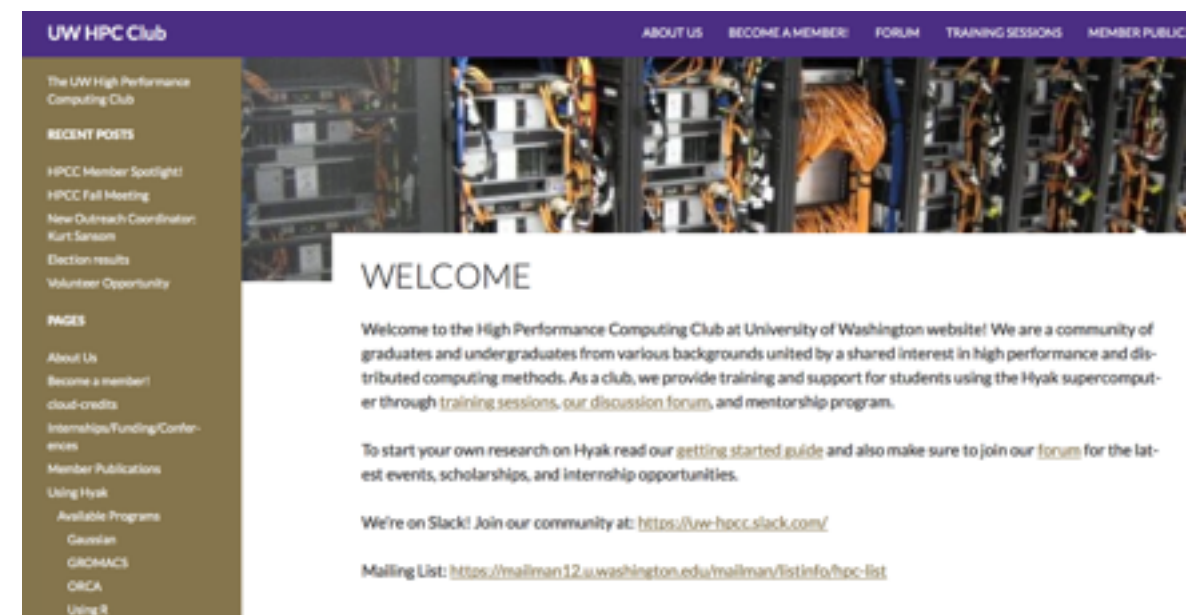 UW HPC Club
ABOUT US BECOME A MEMBER! FORUM TRAINING SESSIONS MEMBER PUBLIC
The UW High Performance
Computing Club
RECENT POSTS
HPCC Member Spotlight!
HPCC Fall Meeting
New Outreach Coordinator:
Kurt Sansom
Election results
Volunteer Opportunity
PAGES
About Us
Become a member!
cloud-credits
Internships/Funding/Confer-
ences
Member Publications
Using Hyak
Available Programs
Gaussian
GROMACS
ORCA
Using R
WELCOME
Welcome to the High Performance Computing Club at University of Washington website! We are a community of
graduates and undergraduates from various backgrounds united by a shared interest in high performance and dis-
tributed computing methods. As a club, we provide training and support for students using the Hyak supercomput-
er through training sessions, our discussion forum, and mentorship program.
To start your own research on Hyak read our getting started guide and also make sure to join our forum for the lat-
est events, scholarships, and internship opportunities.
We're on Slack! Join our community at: https://uw-hpcc.slack.com/
Mailing List: https://mailman12.u.washington.edu/mailman/listinfo/hpc-list